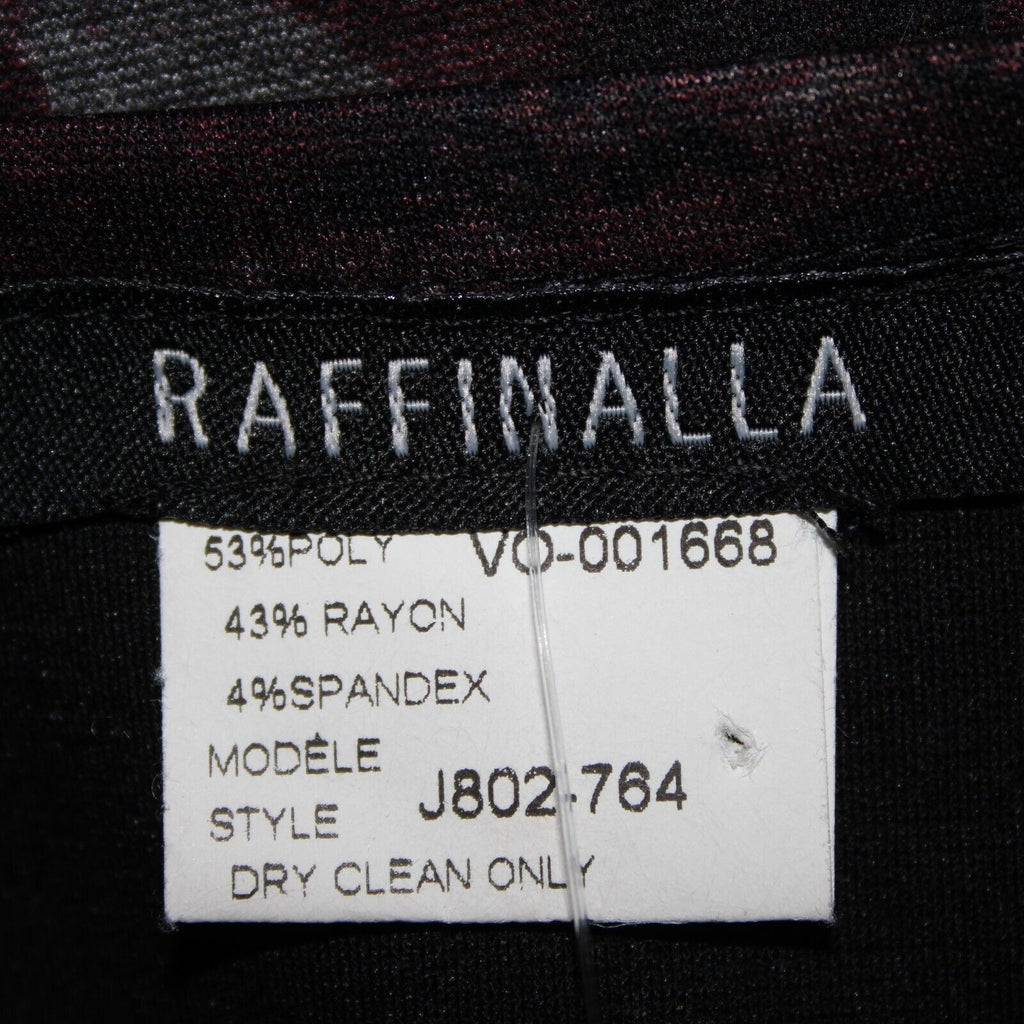 RAFFINALLA
53%POLY VO-001668
43% RAYON
4%SPANDEX
MODÈLE
J802-764
STYLE
DRY CLEAN ONLY